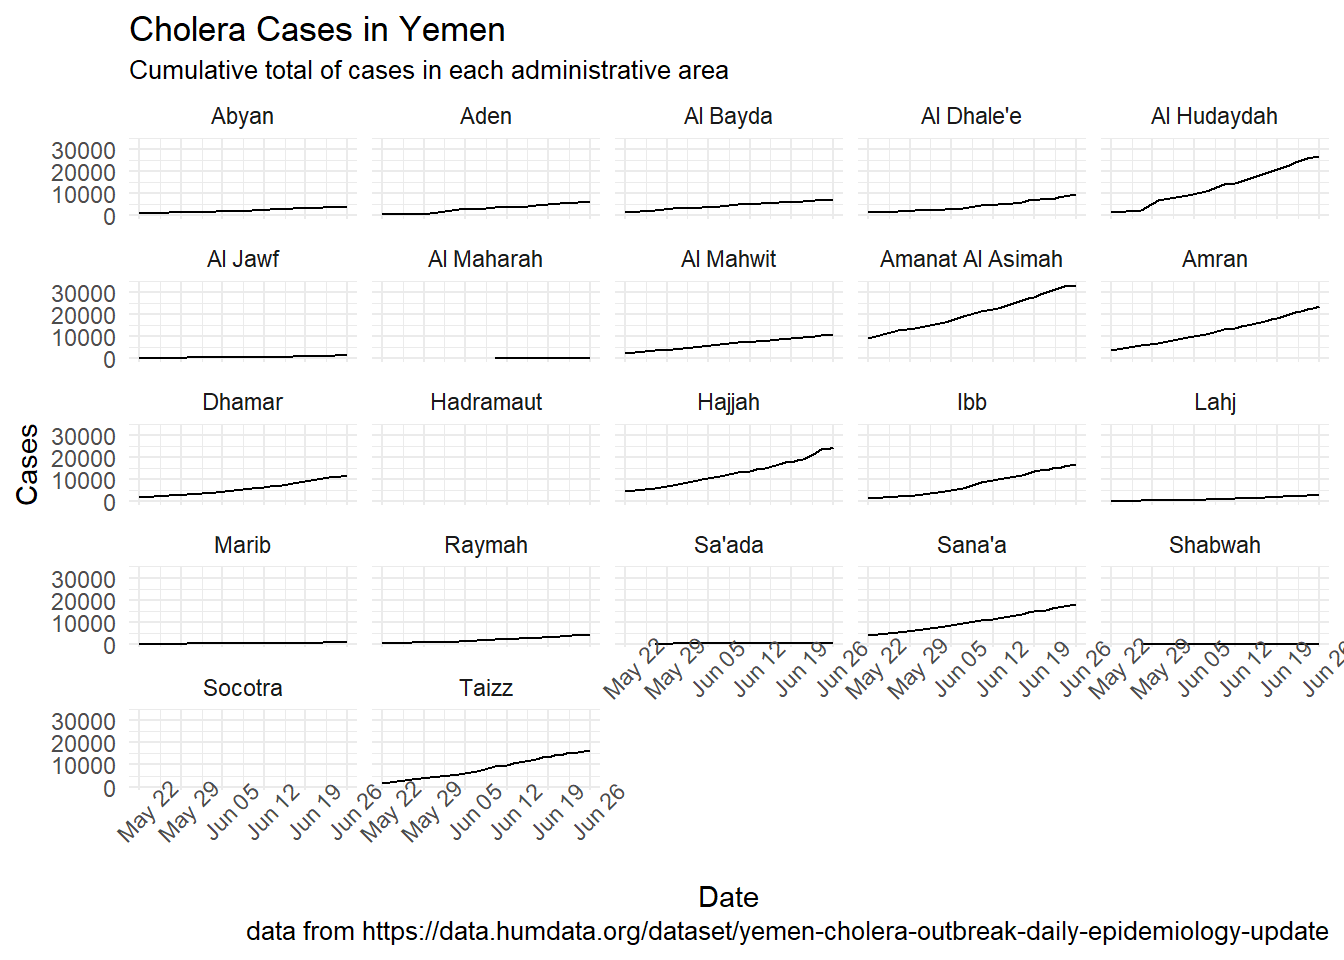 Cholera Cases in Yemen
Cumulative total of cases in each administrative area
Abyan Aden Al Bayda Al Dhale'e Al Hudaydah
30000
20000
10000
0
Al Jawf Al Maharah Al Mahwit Amanat Al Asimah Amran
30000
20000
10000
0
Dhamar Hadramaut Hajjah Ibb Lahj
30000
20000
10000
0
Cases
Marib Raymah Sa'ada Sana'a Shabwah
30000
20000
10000
0
May 22 May 29 Jun 05 Jun 12 Jun 19 Jun 26 May 22 May 29 Jun 05 Jun 12 Jun 19 Jun 26 May 22 May 29 Jun 05 Jun 12 Jun 19 Jun 26
Socotra Taizz
30000
20000
10000
0
May 22 May 29 Jun 05 Jun 12 Jun 19 Jun 26 May 22 May 29 Jun 05 Jun 12 Jun 19 Jun 26
Date
data from https://data.humdata.org/dataset/yemen-cholera-outbreak-daily-epidemiology-update